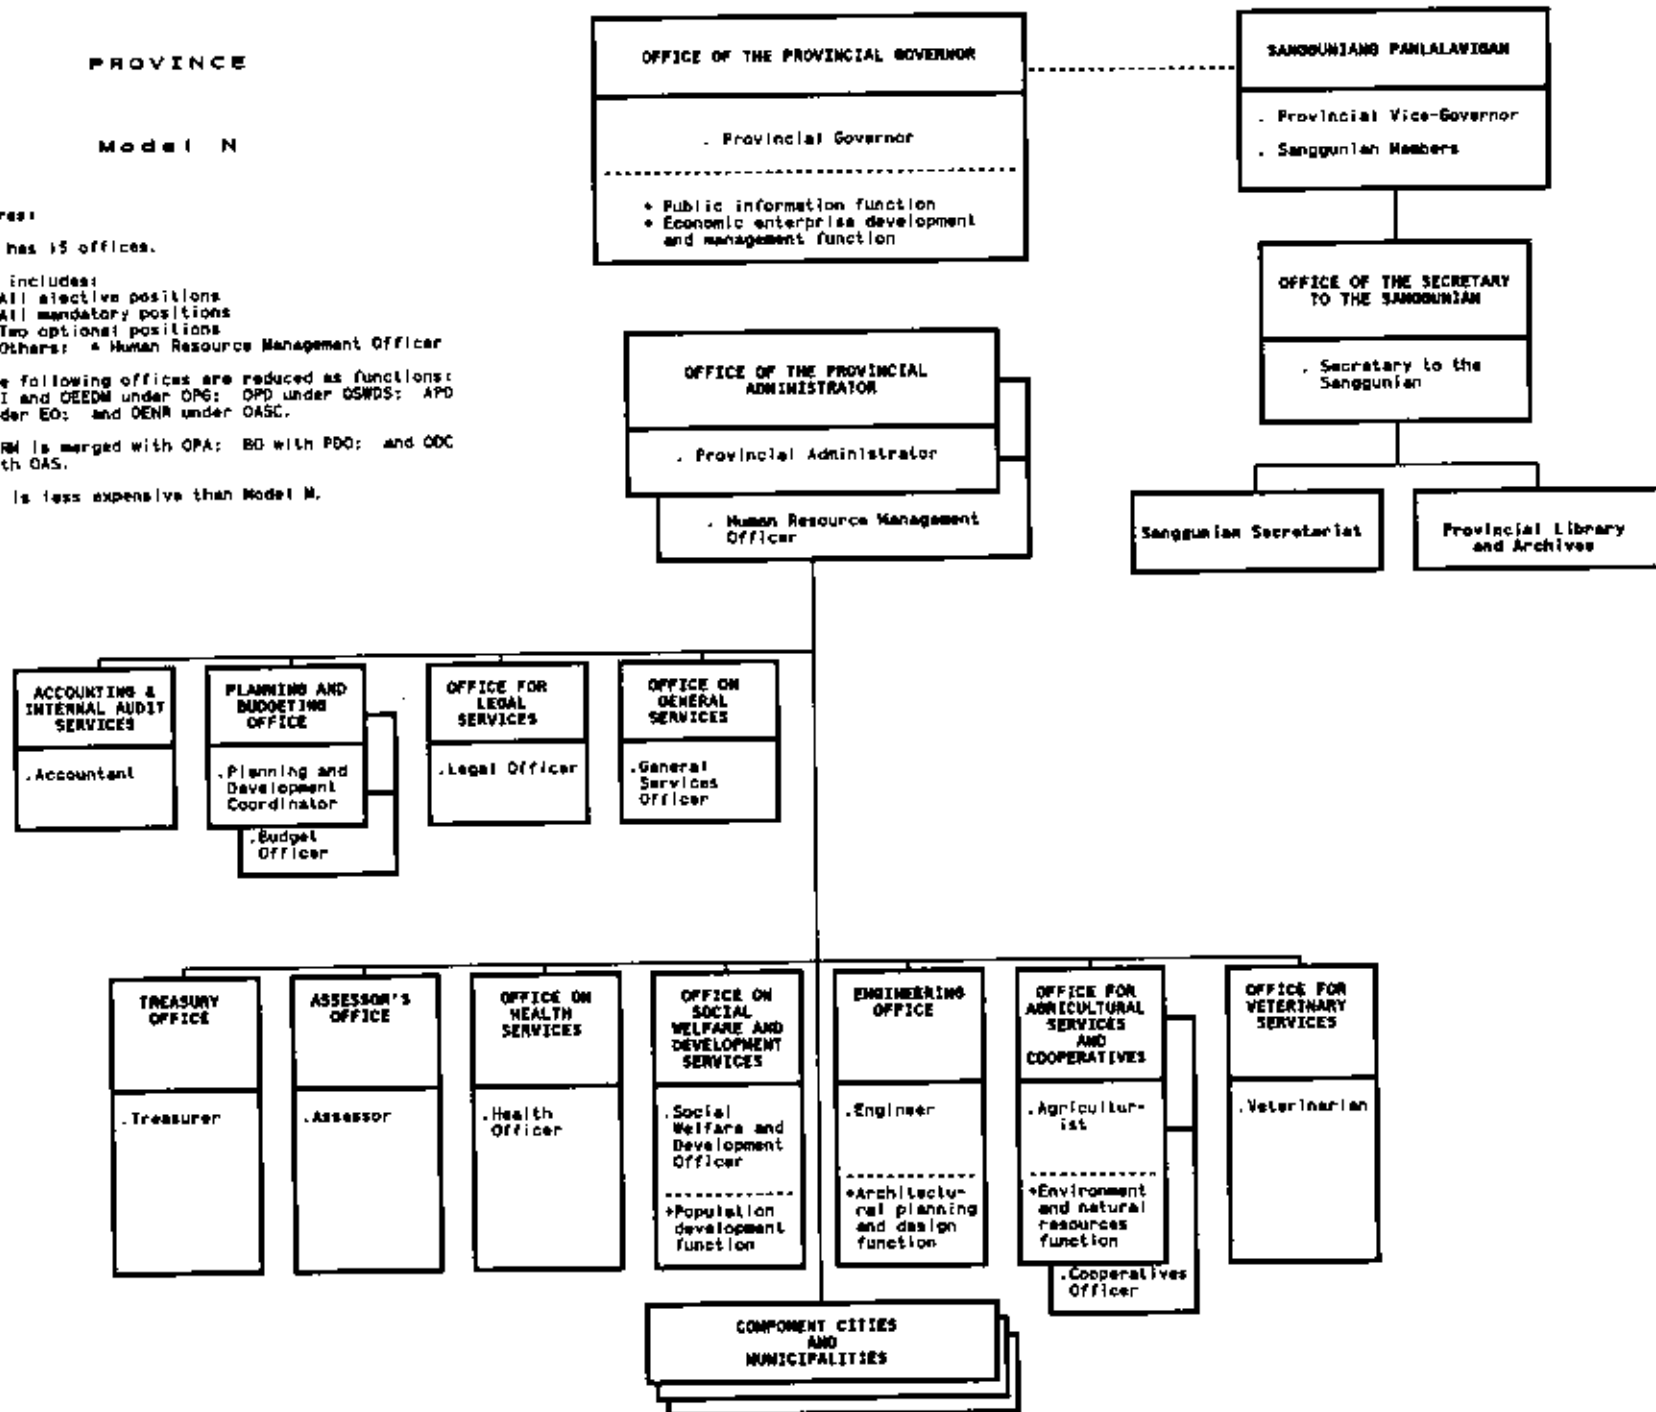 PROVINCE
Model N
res:
has 15 offices.
includes:
All elective positions
All mandatory positions
Two optional positions
Others: * Human Resource Management Officer
e following offices are reduced as functions:
I and OEEDM under OPG; OPD under OSWDS; APD
der EO; and OENR under OASC.
RM is merged with OPA; BO with PDO; and ODC
th OAS.
is less expensive than Model M.
OFFICE OF THE PROVINCIAL GOVERNOR
. Provincial Governor
* Public information function
* Economic enterprise development
and management function
SANGGUNIANG PANLALAWIGAN
. Provincial Vice-Governor
. Sanggunian Members
OFFICE OF THE SECRETARY
TO THE SANGGUNIAN
. Secretary to the
Sanggunian
Sanggunian Secretariat
Provincial Library
and Archives
OFFICE OF THE PROVINCIAL
ADMINISTRATOR
. Provincial Administrator
. Human Resource Management
Officer
ACCOUNTING &
INTERNAL AUDIT
SERVICES
.Accountant
PLANNING AND
BUDGETING
OFFICE
.Planning and
Development
Coordinator
.Budget
Officer
OFFICE FOR
LEGAL
SERVICES
.Legal Officer
OFFICE ON
GENERAL
SERVICES
.General
Services
Officer
TREASURY
OFFICE
.Treasurer
ASSESSOR'S
OFFICE
.Assessor
OFFICE ON
HEALTH
SERVICES
.Health
Officer
OFFICE ON
SOCIAL
WELFARE AND
DEVELOPMENT
SERVICES
.Social
Welfare and
Development
Officer
*Population
development
function
ENGINEERING
OFFICE
.Engineer
*Architectu-
ral planning
and design
function
OFFICE FOR
AGRICULTURAL
SERVICES
AND
COOPERATIVES
.Agricultur-
ist
*Environment
and natural
resources
function
.Cooperatives
Officer
OFFICE FOR
VETERINARY
SERVICES
.Veterinarian
COMPONENT CITIES
AND
MUNICIPALITIES